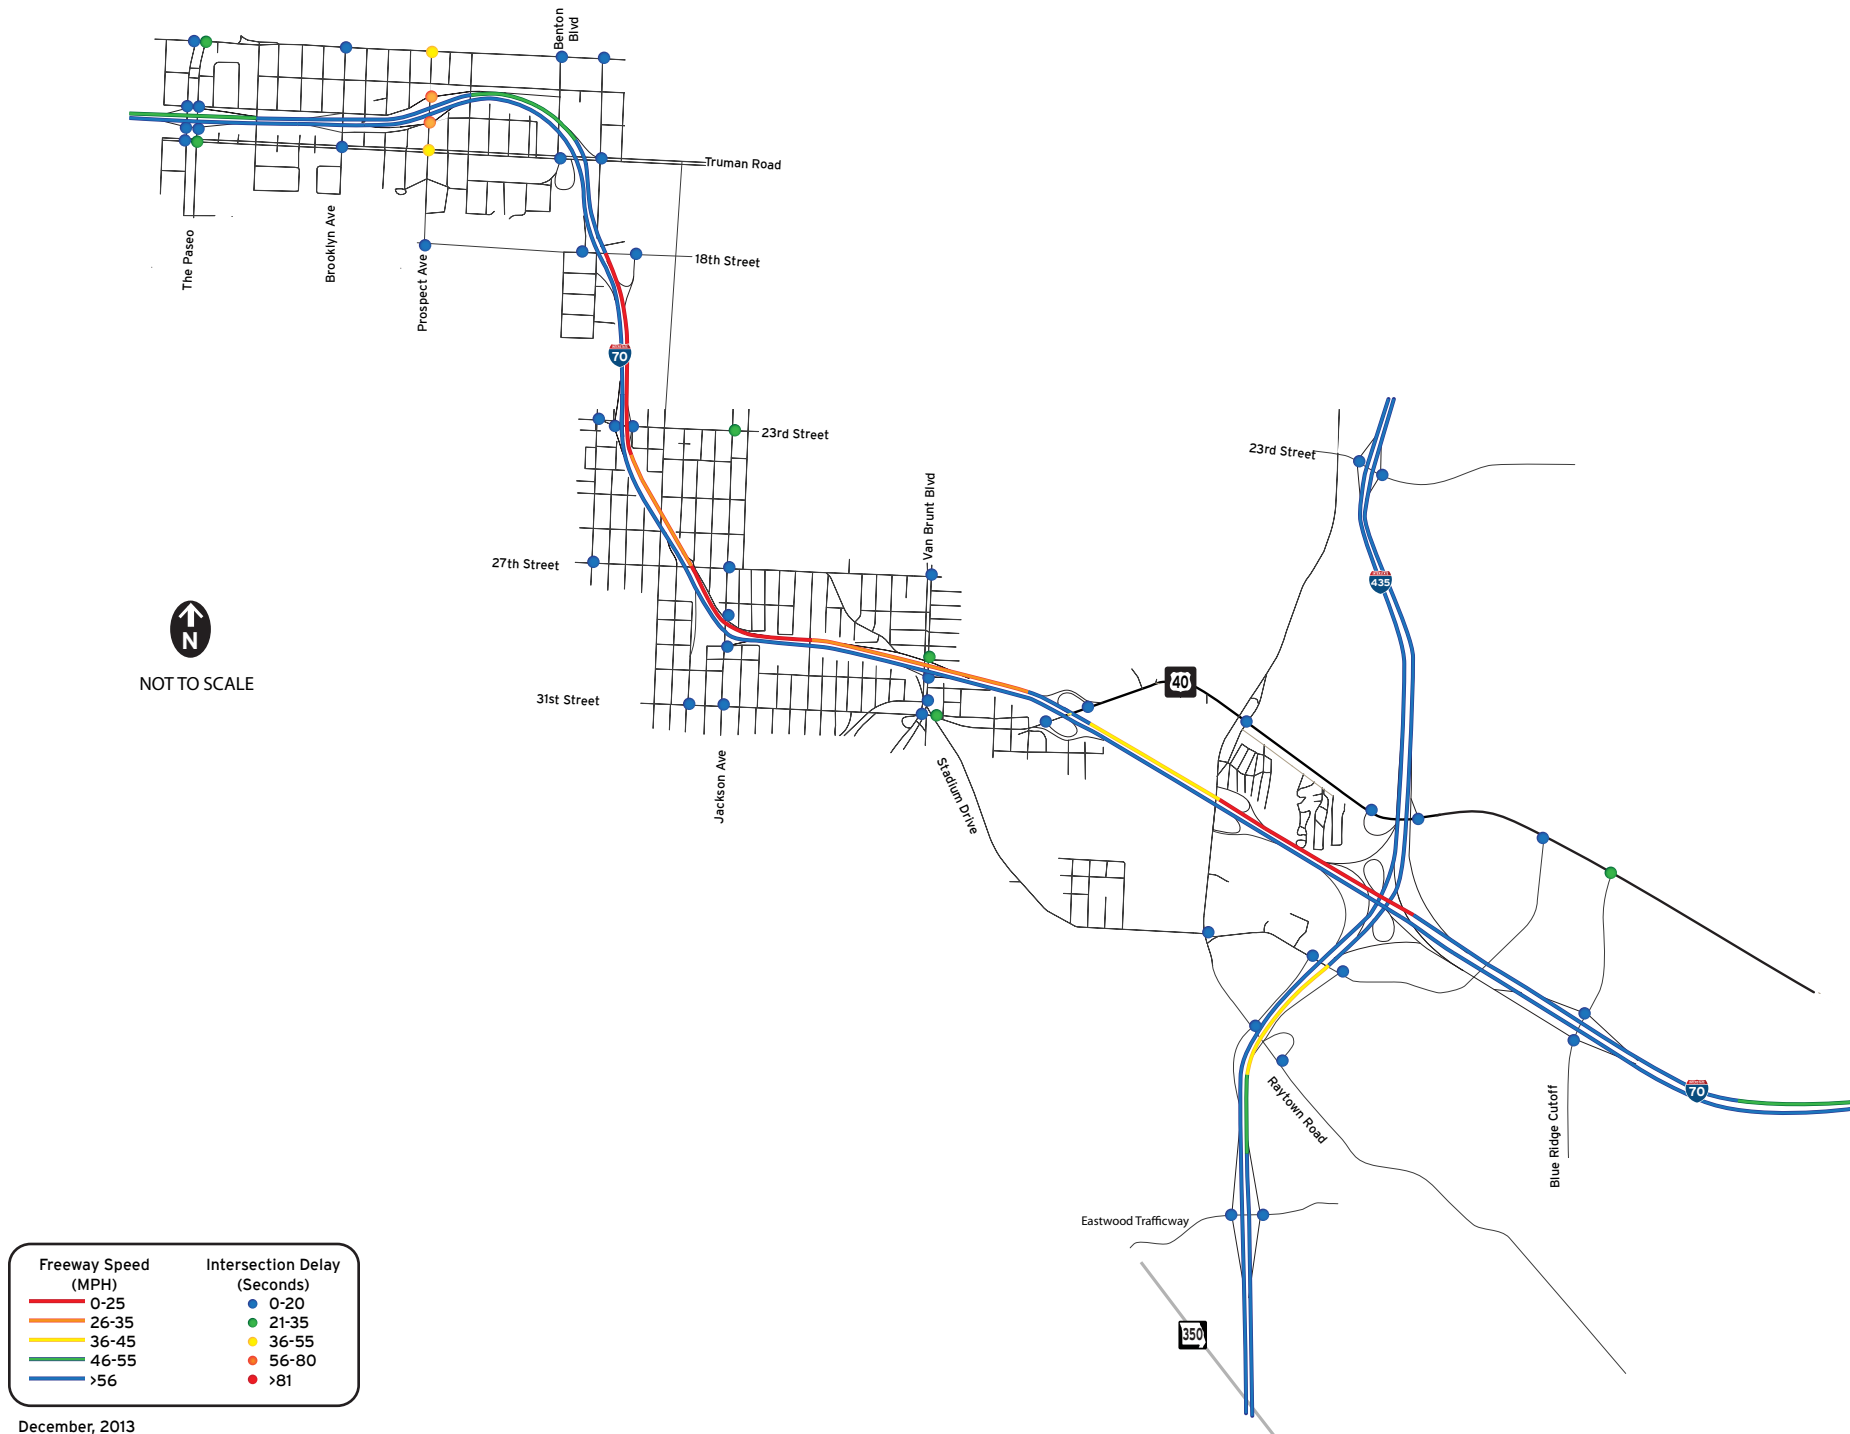 Benton
Blvd
Truman Road
The Paseo
Brooklyn Ave
Prospect Ave
18th Street
70
23rd Street
23rd Street
Van Brunt Blvd
27th Street
435
N
NOT TO SCALE
40
31st Street
Jackson Ave
Stadium Drive
70
Raytown Road
Blue Ridge Cutoff
Eastwood Trafficway
350
Freeway Speed
(MPH)
0-25
26-35
36-45
46-55
>56
Intersection Delay
(Seconds)
0-20
21-35
36-55
56-80
>81
December, 2013